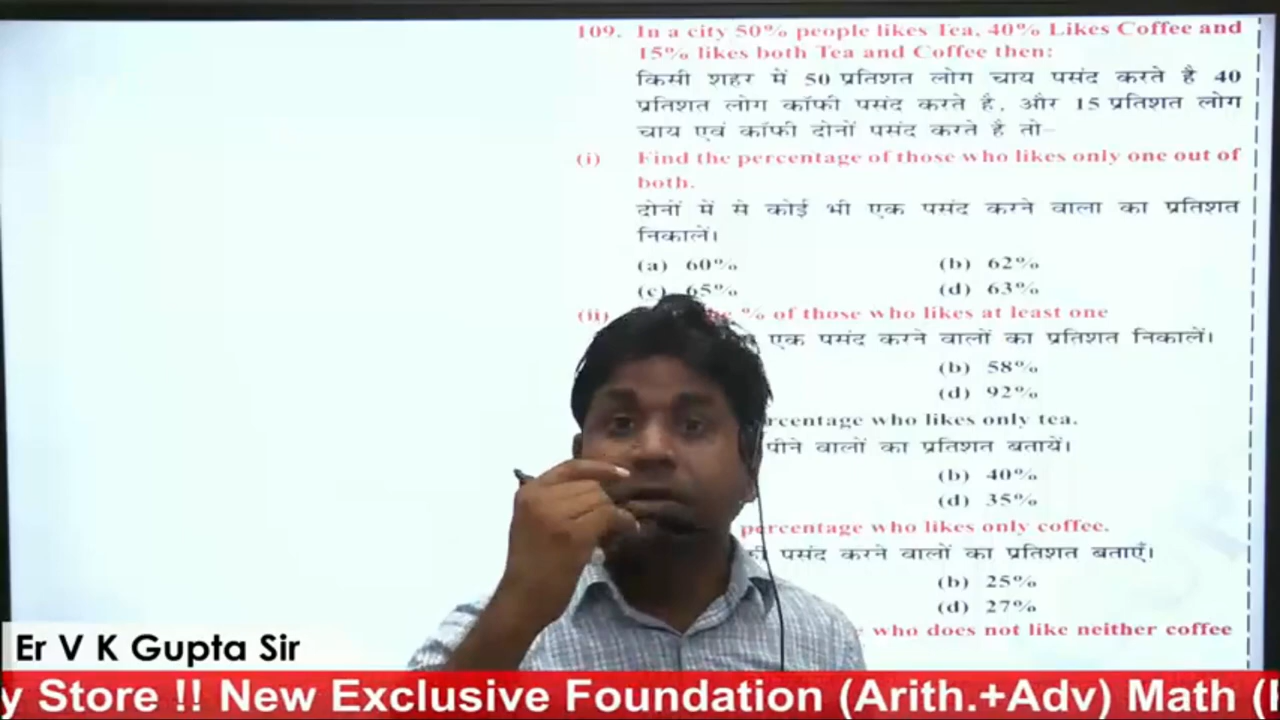 109. In a city 50% people likes Tea, 40% Likes Coffee and
15% likes both Tea and Coffee then:
किसी शहर में 50 प्रतिशत लोग चाय पसंद करते है 40
प्रतिशत लोग कॉफी पसंद करते है, और 15 प्रतिशत लोग
चाय एवं कॉफी दोनों पसंद करते है तो-
(i) Find the percentage of those who likes only one out of
both.
दोनों में से कोई भी एक पसंद करने वाला का प्रतिशत
निकालें।
(a) 60% (b) 62%
(c) 65% (d) 63%
(ii) % of those who likes at least one
एक पसंद करने वालों का प्रतिशत निकालें।
(b) 58%
(d) 92%
rcentage who likes only tea.
पीने वालों का प्रतिशत बतायें।
(b) 40%
(d) 35%
percentage who likes only coffee.
पसंद करने वालों का प्रतिशत बताएँ।
(b) 25%
(d) 27%
who does not like neither coffee
Er V K Gupta Sir
y Store !! New Exclusive Foundation (Arith.+Adv) Math (